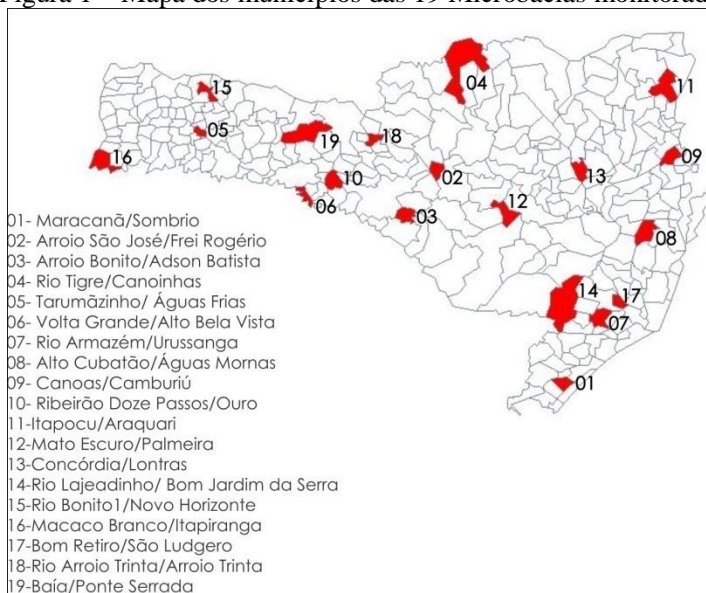 Figura 1 – Mapa dos municípios das 19 Microbacias monitorad
15
04
11
05
19
18
16
10
02
13
09
06
03
12
08
14
17
07
01
01- Maracanã/Sombrio
02- Arroio São José/Frei Rogério
03- Arroio Bonito/Adson Batista
04- Rio Tigre/Canoinhas
05- Tarumãzinho/ Águas Frias
06- Volta Grande/Alto Bela Vista
07- Rio Armazém/Urussanga
08- Alto Cubatão/Águas Mornas
09- Canoas/Camburiú
10- Ribeirão Doze Passos/Ouro
11-Itapocu/Araquari
12-Mato Escuro/Palmeira
13-Concórdia/Lontras
14-Rio Lajeadinho/ Bom Jardim da Serra
15-Rio Bonito1/Novo Horizonte
16-Macaco Branco/Itapiranga
17-Bom Retiro/São Ludgero
18-Rio Arroio Trinta/Arroio Trinta
19-Baía/Ponte Serrada